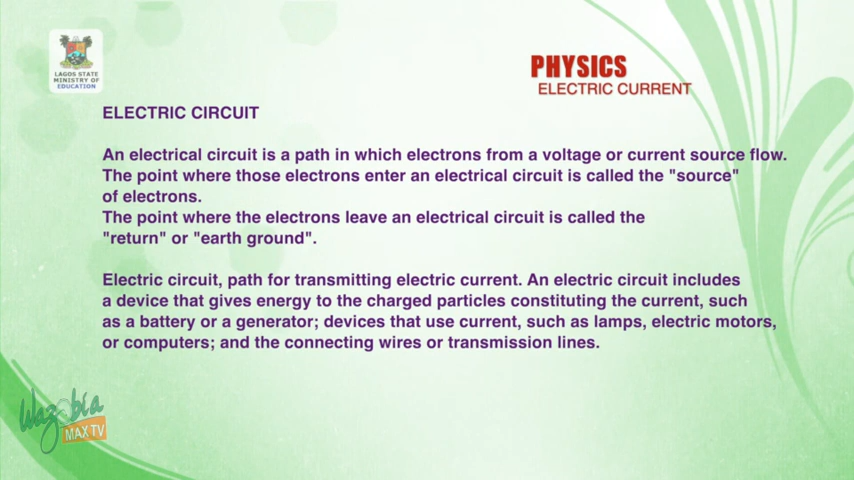 LAGOS STATE
MINISTRY OF
EDUCATION
PHYSICS
ELECTRIC CURRENT
ELECTRIC CIRCUIT
An electrical circuit is a path in which electrons from a voltage or current source flow.
The point where those electrons enter an electrical circuit is called the "source"
of electrons.
The point where the electrons leave an electrical circuit is called the
"return" or "earth ground".
Electric circuit, path for transmitting electric current. An electric circuit includes
a device that gives energy to the charged particles constituting the current, such
as a battery or a generator; devices that use current, such as lamps, electric motors,
or computers; and the connecting wires or transmission lines.
Wazobia
MAX TV